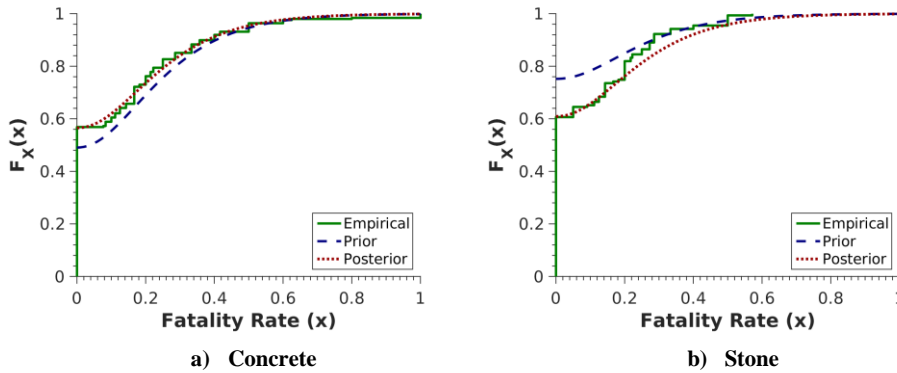 1
0.8
0.6
0.4
0.2
0
F_X(x)
0 0.2 0.4 0.6 0.8 1
Fatality Rate (x)
Empirical
Prior
Posterior
a) Concrete
1
0.8
0.6
0.4
0.2
0
F_X(x)
0 0.2 0.4 0.6 0.8 1
Fatality Rate (x)
Empirical
Prior
Posterior
b) Stone